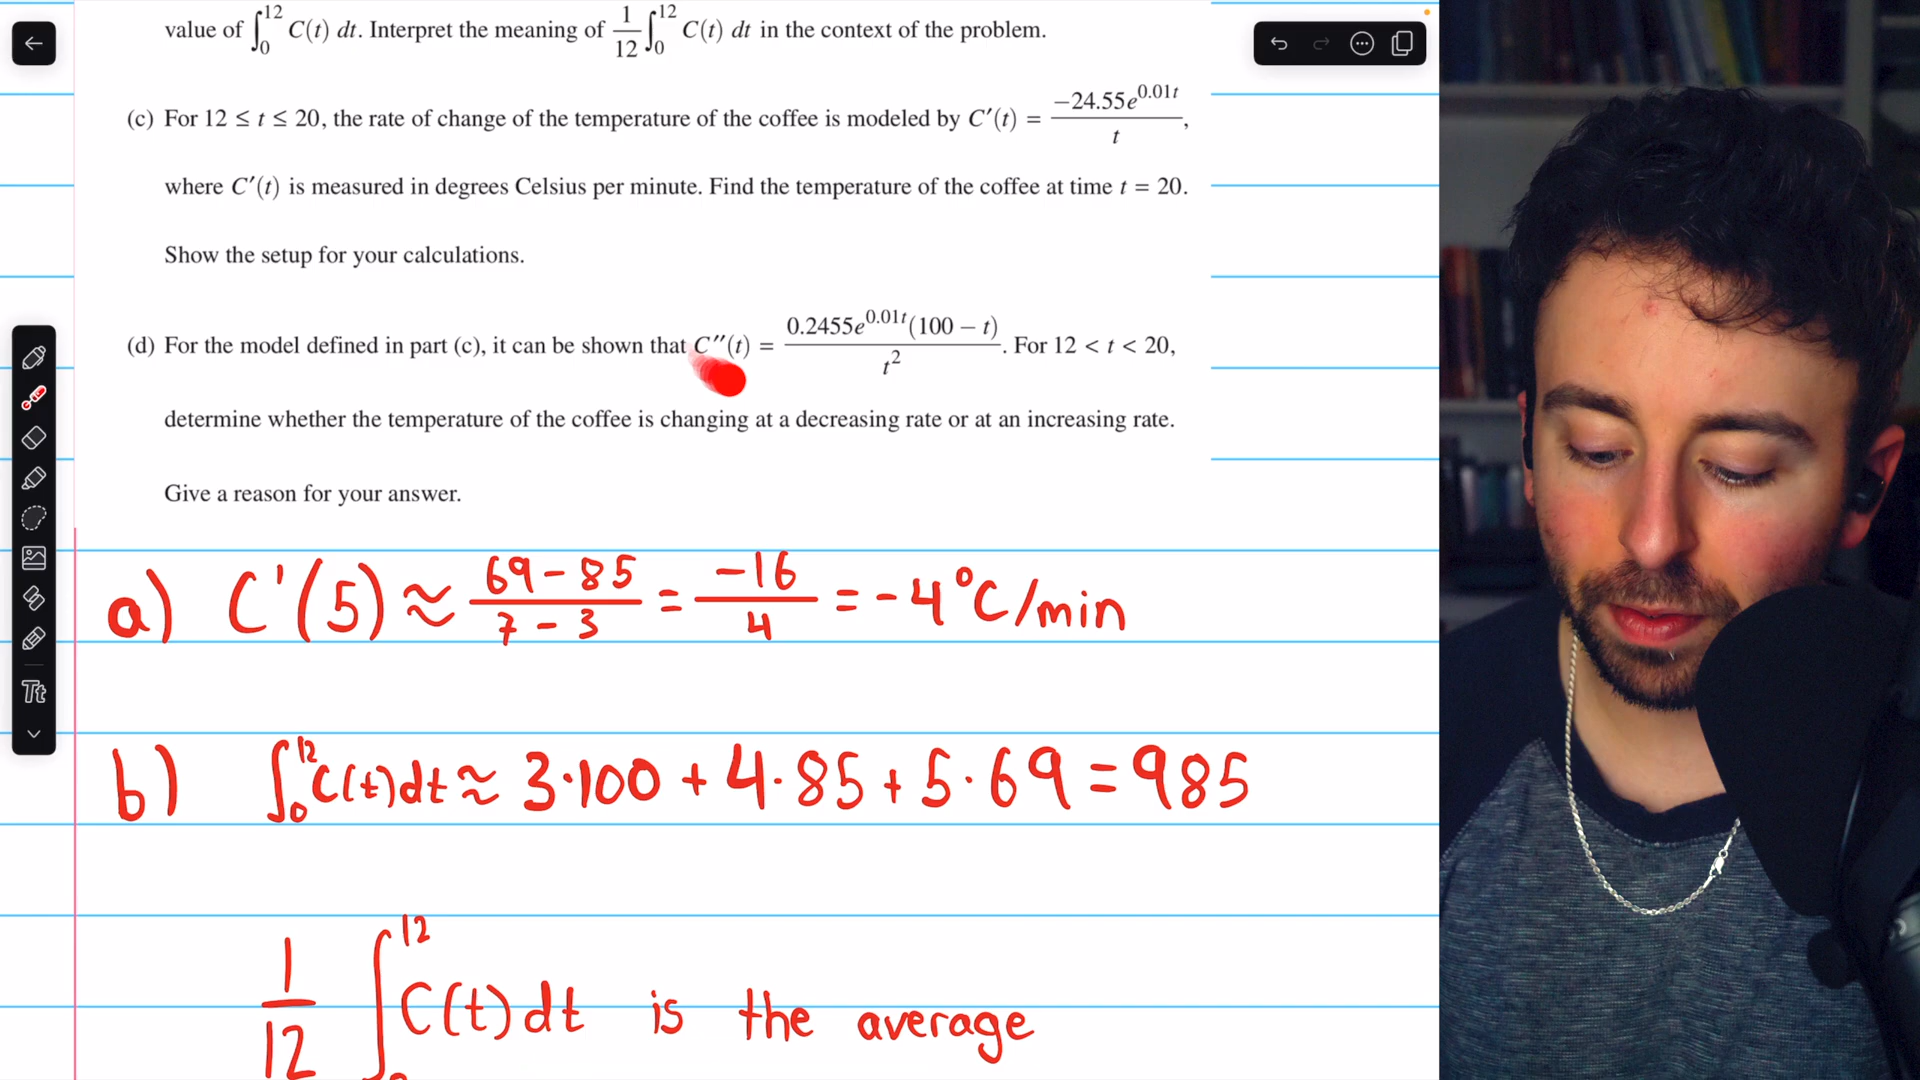 value of ∫₀¹² C(t) dt. Interpret the meaning of 1/12 ∫₀¹² C(t) dt in the context of the problem.
(c) For 12 ≤ t ≤ 20, the rate of change of the temperature of the coffee is modeled by C′(t) = −24.55e^(0.01t) / t,
where C′(t) is measured in degrees Celsius per minute. Find the temperature of the coffee at time t = 20.
Show the setup for your calculations.
(d) For the model defined in part (c), it can be shown that C″(t) = 0.2455e^(0.01t)(100 − t) / t². For 12 < t < 20,
determine whether the temperature of the coffee is changing at a decreasing rate or at an increasing rate.
Give a reason for your answer.
a) C'(5) ≈ (69 − 85)/(7 − 3) = −16/4 = −4°C/min
b) ∫₀¹² C(t)dt ≈ 3·100 + 4·85 + 5·69 = 985
1/12 ∫₀¹² C(t)dt is the average
Tt